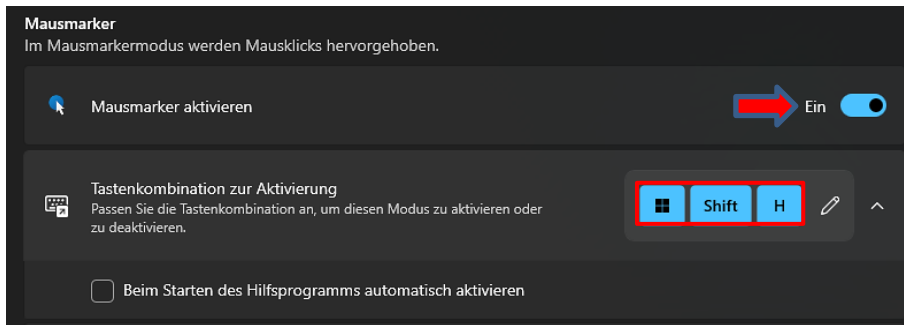 Mausmarker
Im Mausmarkermodus werden Mausklicks hervorgehoben.
Mausmarker aktivieren
Ein
Tastenkombination zur Aktivierung
Passen Sie die Tastenkombination an, um diesen Modus zu aktivieren oder
zu deaktivieren.
Shift H
Beim Starten des Hilfsprogramms automatisch aktivieren